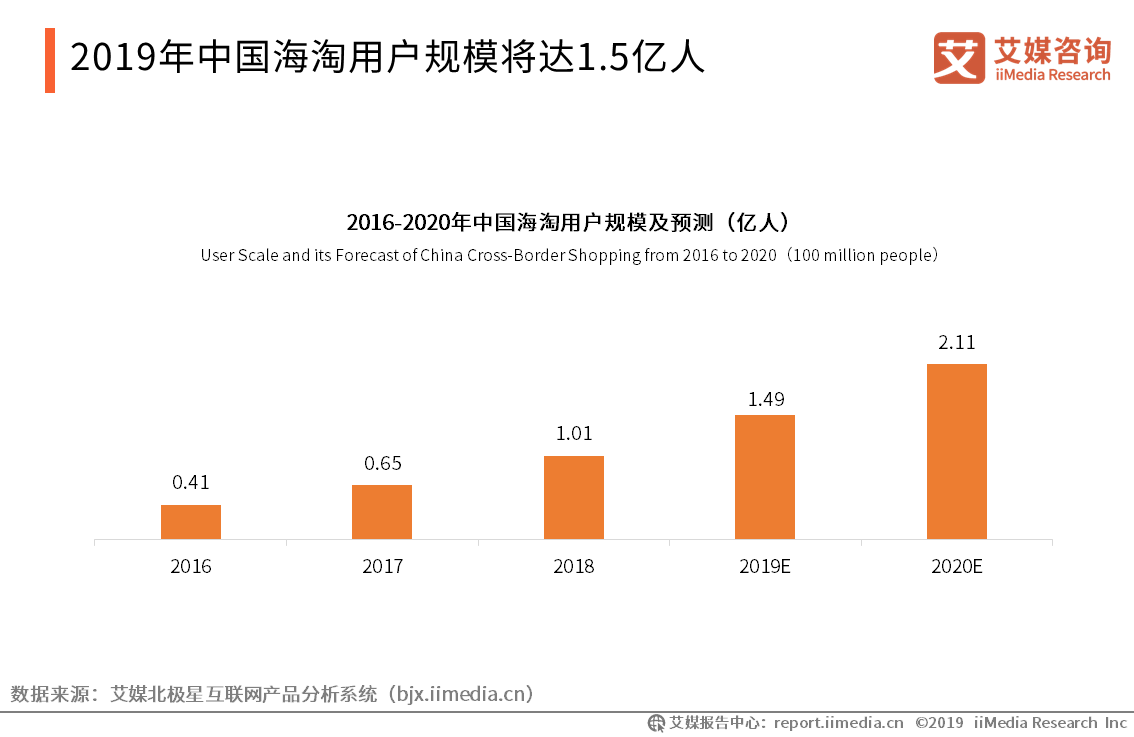 2019年中国海淘用户规模将达1.5亿人
艾媒咨询
iiMedia Research
2016-2020年中国海淘用户规模及预测（亿人）
User Scale and its Forecast of China Cross-Border Shopping from 2016 to 2020（100 million people）
0.41
0.65
1.01
1.49
2.11
2016
2017
2018
2019E
2020E
数据来源：艾媒北极星互联网产品分析系统（bjx.iimedia.cn）
艾媒报告中心：report.iimedia.cn ©2019 iiMedia Research Inc